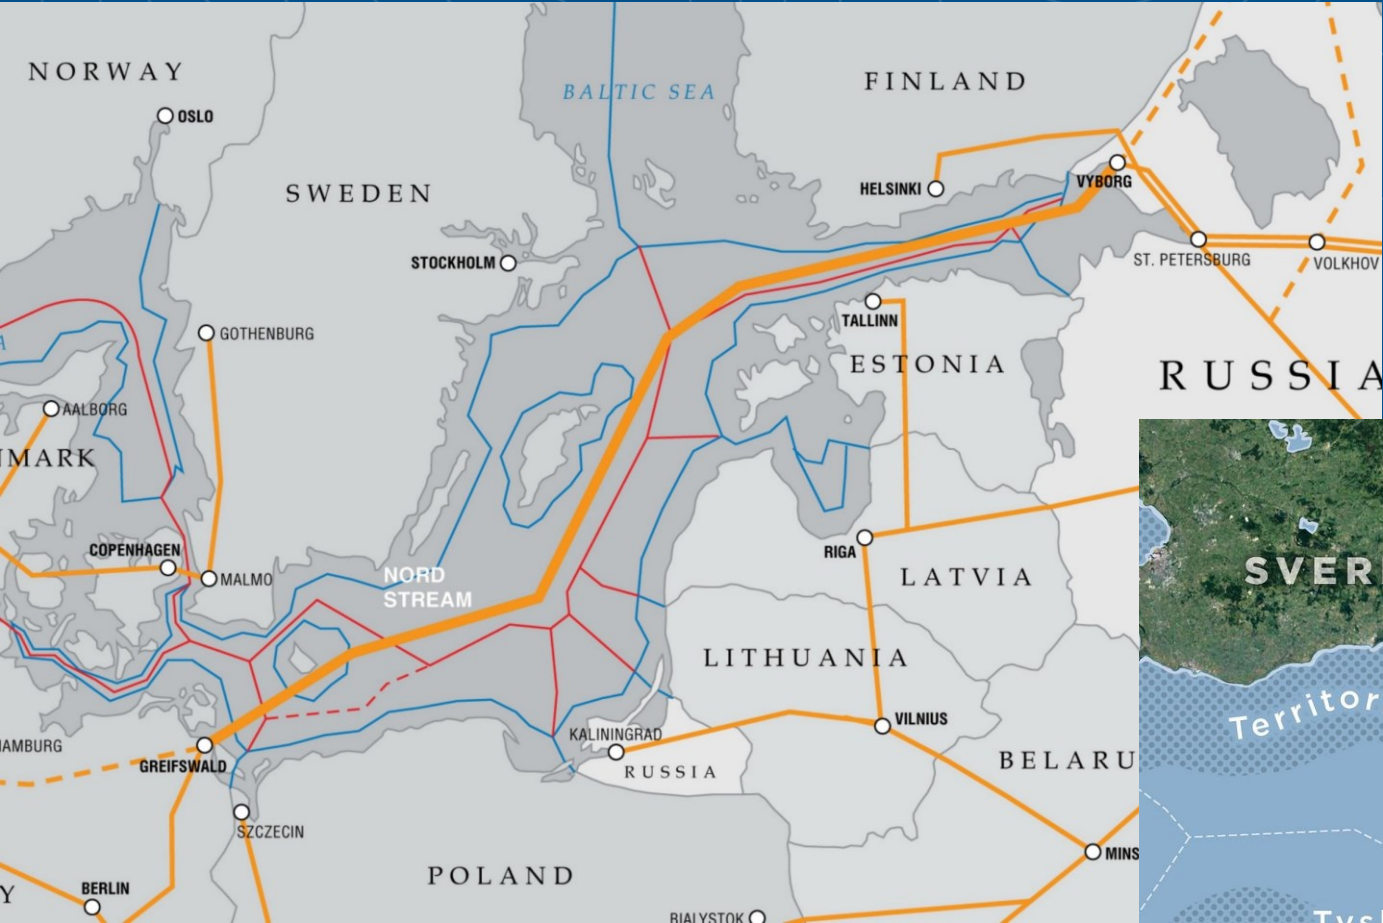 NORWAY
OSLO
BALTIC SEA
FINLAND
SWEDEN
HELSINKI
VYBORG
STOCKHOLM
ST. PETERSBURG
VOLKHOV
GOTHENBURG
TALLINN
ESTONIA
RUSSIA
AALBORG
MARK
COPENHAGEN
MALMO
NORD
STREAM
RIGA
LATVIA
SVER
LITHUANIA
Territor
VILNIUS
KALININGRAD
RUSSIA
AMBURG
GREIFSWALD
BELARU
SZCZECIN
MINS
POLAND
BERLIN
Y
BIALYSTOK
Tys